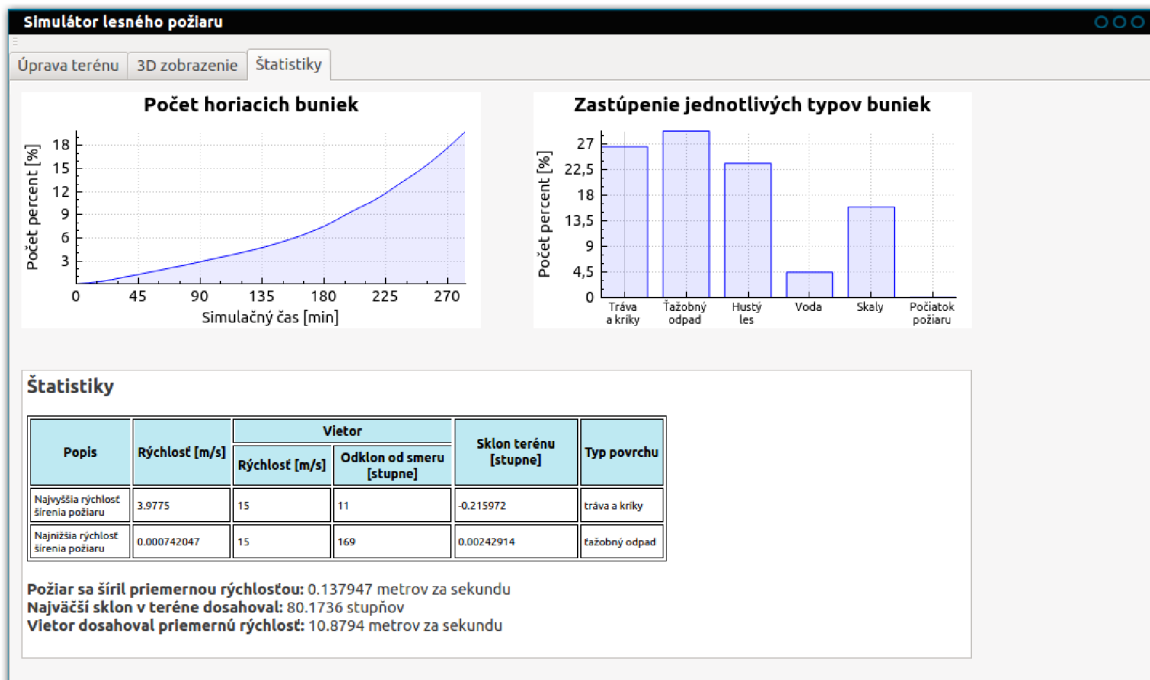 Simulátor lesného požiaru
Úprava terénu 3D zobrazenie Štatistiky
Počet horiacich buniek
Počet percent [%]
18
15
12
9
6
3
0 45 90 135 180 225 270
Simulačný čas [min]
Zastúpenie jednotlivých typov buniek
Počet percent [%]
27
22,5
18
13,5
9
4,5
0
Tráva Ťažobný Hustý Voda Skaly Počiatok
a kríky odpad les požiaru
Štatistiky
Popis
Rýchlosť [m/s]
Vietor
Rýchlosť [m/s]
Odklon od smeru
[stupne]
Sklon terénu
[stupne]
Typ povrchu
Najvyššia rýchlosť
šírenia požiaru
3.9775
15
11
-0.215972
tráva a kríky
Najnižšia rýchlosť
šírenia požiaru
0.000742047
15
169
0.00242914
ťažobný odpad
Požiar sa šíril priemernou rýchlosťou: 0.137947 metrov za sekundu
Najväčší sklon v teréne dosahoval: 80.1736 stupňov
Vietor dosahoval priemernú rýchlosť: 10.8794 metrov za sekundu